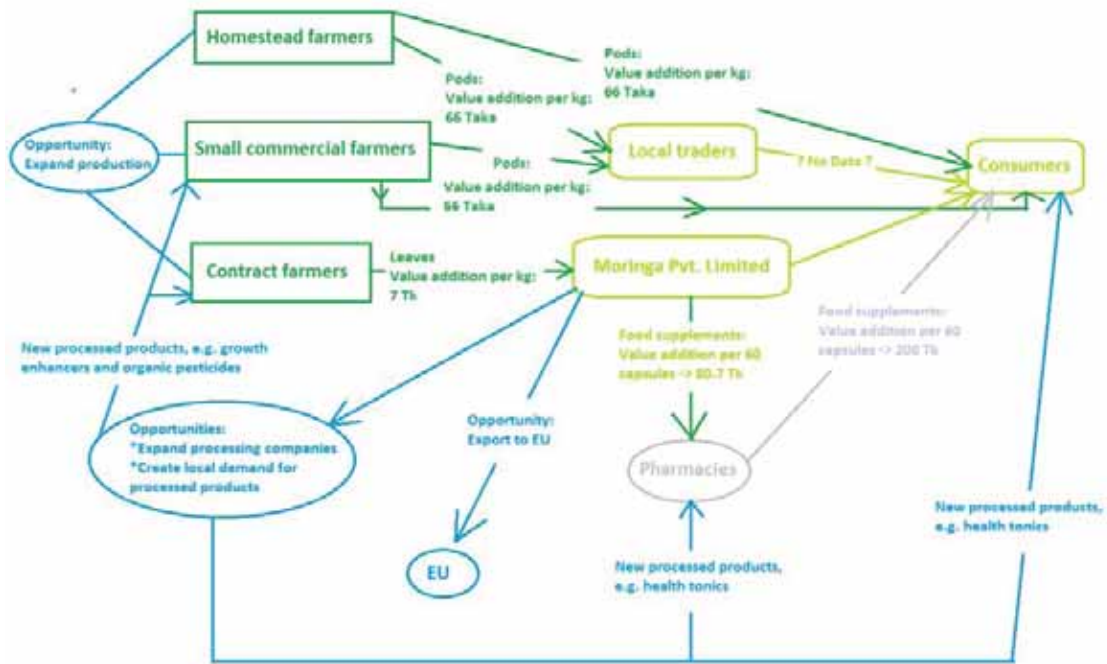 Homestead farmers
Pods:
Value addition per kg:
66 Taka
Pods:
Value addition per kg:
66 Taka
Opportunity:
Expand production
Small commercial farmers
Pods:
Value addition per kg:
66 Taka
Local traders
? No Data ?
Consumers
Contract farmers
Leaves
Value addition per kg:
7 Tk
Moringa Pvt. Limited
New processed products, e.g. growth
enhancers and organic pesticides
Food supplements:
Value addition per 60
capsules -> 80.7 Tk
Food supplements:
Value addition per 60
capsules -> 200 Tk
Opportunities:
*Expand processing companies
*Create local demand for
processed products
Opportunity:
Export to EU
Pharmacies
EU
New processed products,
e.g. health tonics
New processed products,
e.g. health tonics